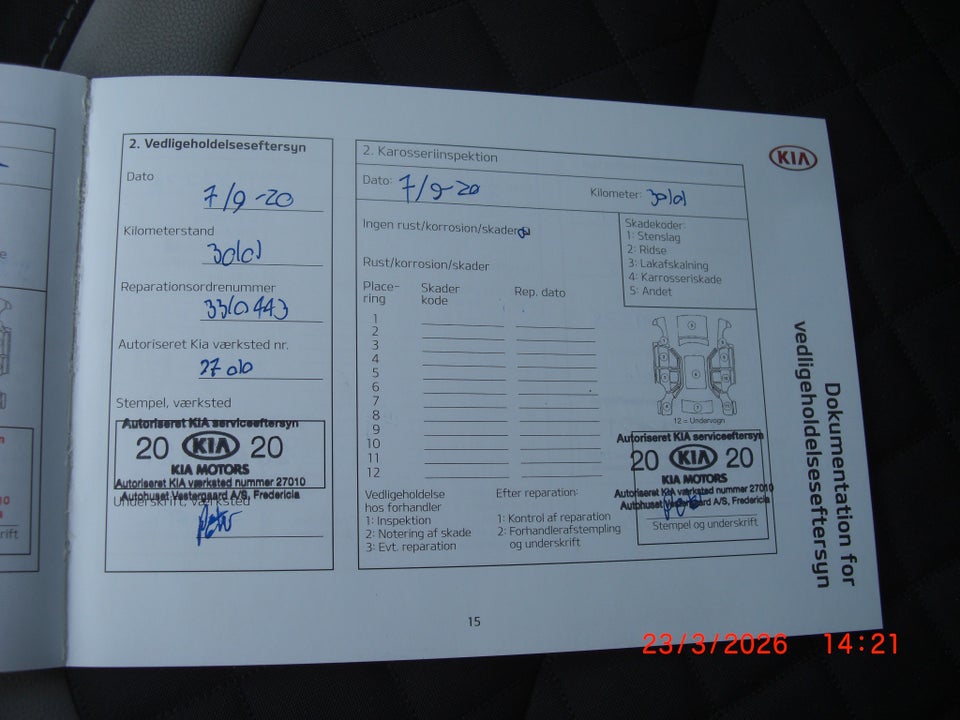 2. Vedligeholdelseseftersyn
Dato
7/9-20
Kilometerstand
Reparationsordrenummer
Autoriseret Kia værksted nr.
27010
Stempel, værksted
Autoriseret KIA serviceeftersyn
20 KIA 20
KIA MOTORS
Autoriseret KIA værksted nummer 27010
Autohuset Vestergaard A/S, Fredericia
Underskrift, værksted
2. Karosseriinspektion
Dato: 7/9-20
Kilometer:
Ingen rust/korrosion/skader
Rust/korrosion/skader
Place-
ring
Skader
kode
Rep. dato
1
2
3
4
5
6
7
8
9
10
11
12
Skadekoder:
1: Stenslag
2: Ridse
3: Lakafskalning
4: Karrosseriskade
5: Andet
12 = Undervogn
Vedligeholdelse
hos forhandler
1: Inspektion
2: Notering af skade
3: Evt. reparation
Efter reparation:
1: Kontrol af reparation
2: Forhandlerafstempling
og underskrift
Autoriseret KIA serviceeftersyn
20 KIA 20
KIA MOTORS
Autoriseret KIA værksted nummer 27010
Autohuset Vestergaard A/S, Fredericia
Stempel og underskrift
KIA
Dokumentation for
vedligeholdelseseftersyn
15
23/3/2026 14:21